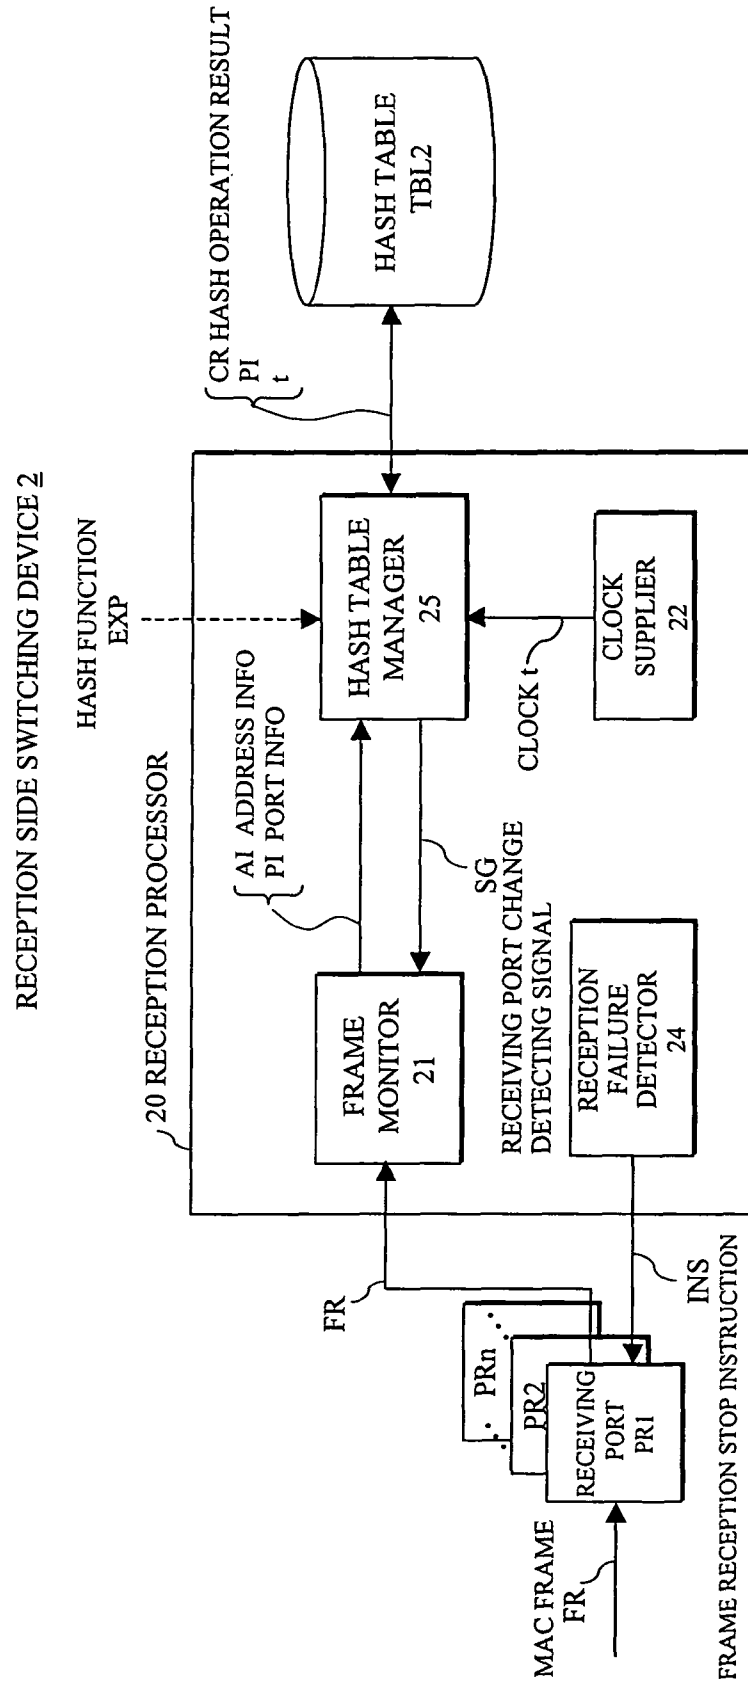 RECEPTION SIDE SWITCHING DEVICE 2
HASH FUNCTION
EXP
CR HASH OPERATION RESULT
PI
t
20 RECEPTION PROCESSOR
AI ADDRESS INFO
PI PORT INFO
HASH TABLE
MANAGER
25
HASH TABLE
TBL2
FRAME
MONITOR
21
FR
SG
RECEIVING PORT CHANGE
DETECTING SIGNAL
CLOCK t
PRn
PR2
RECEIVING
PORT
PR1
RECEPTION
FAILURE
DETECTOR
24
CLOCK
SUPPLIER
22
MAC FRAME
FR
INS
FRAME RECEPTION STOP INSTRUCTION